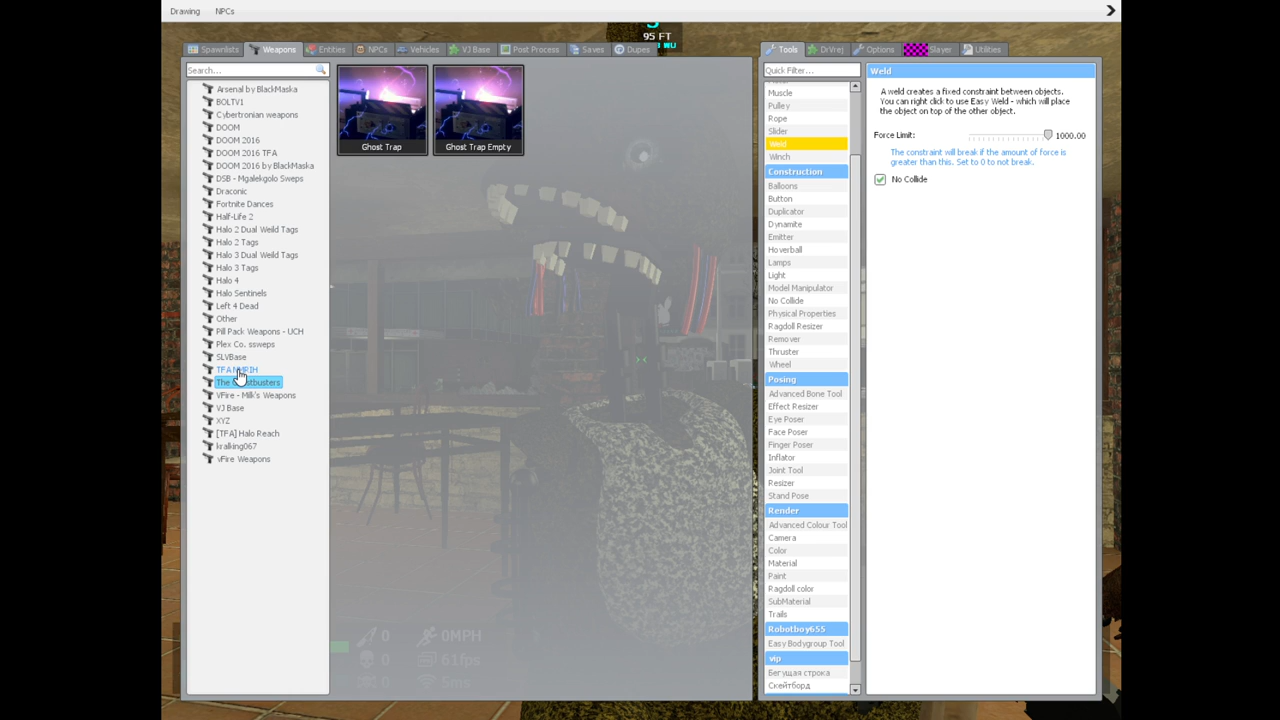 Drawing NPCs
95 FT
Spawnlists Weapons Entities NPCs Vehicles VJ Base Post Process Saves Dupes
Tools DrVrej Options Slayer Utilities
Search...
Arsenal by BlackMaska
BOLTV1
Cybertronian weapons
DOOM
DOOM 2016
DOOM 2016 TFA
DOOM 2016 by BlackMaska
DSB - Mgalekgolo Sweps
Draconic
Fortnite Dances
Half-Life 2
Halo 2 Dual Weild Tags
Halo 2 Tags
Halo 3 Dual Weild Tags
Halo 3 Tags
Halo 4
Halo Sentinels
Left 4 Dead
Other
Pill Pack Weapons - UCH
Plex Co. ssweps
SLVBase
TFA
The
VFire - Milk's Weapons
VJ Base
XYZ
[TFA] Halo Reach
kralking067
vFire Weapons
Ghost Trap
Ghost Trap Empty
0 0MPH
0 61fps
0 5ms
Quick Filter...
Muscle
Pulley
Rope
Slider
Weld
Winch
Construction
Balloons
Button
Duplicator
Dynamite
Emitter
Hoverball
Lamps
Light
Model Manipulator
No Collide
Physical Properties
Ragdoll Resizer
Remover
Thruster
Wheel
Posing
Advanced Bone Tool
Effect Resizer
Eye Poser
Face Poser
Finger Poser
Inflator
Joint Tool
Resizer
Stand Pose
Render
Advanced Colour Tool
Camera
Color
Material
Paint
Ragdoll color
SubMaterial
Trails
Robotboy655
Easy Bodygroup Tool
vip
Бегущая строка
Скейтборд
Weld
A weld creates a fixed constraint between objects.
You can right click to use Easy Weld - which will place
the object on top of the other object.
Force Limit: 1000.00
The constraint will break if the amount of force is
greater than this. Set to 0 to not break.
No Collide